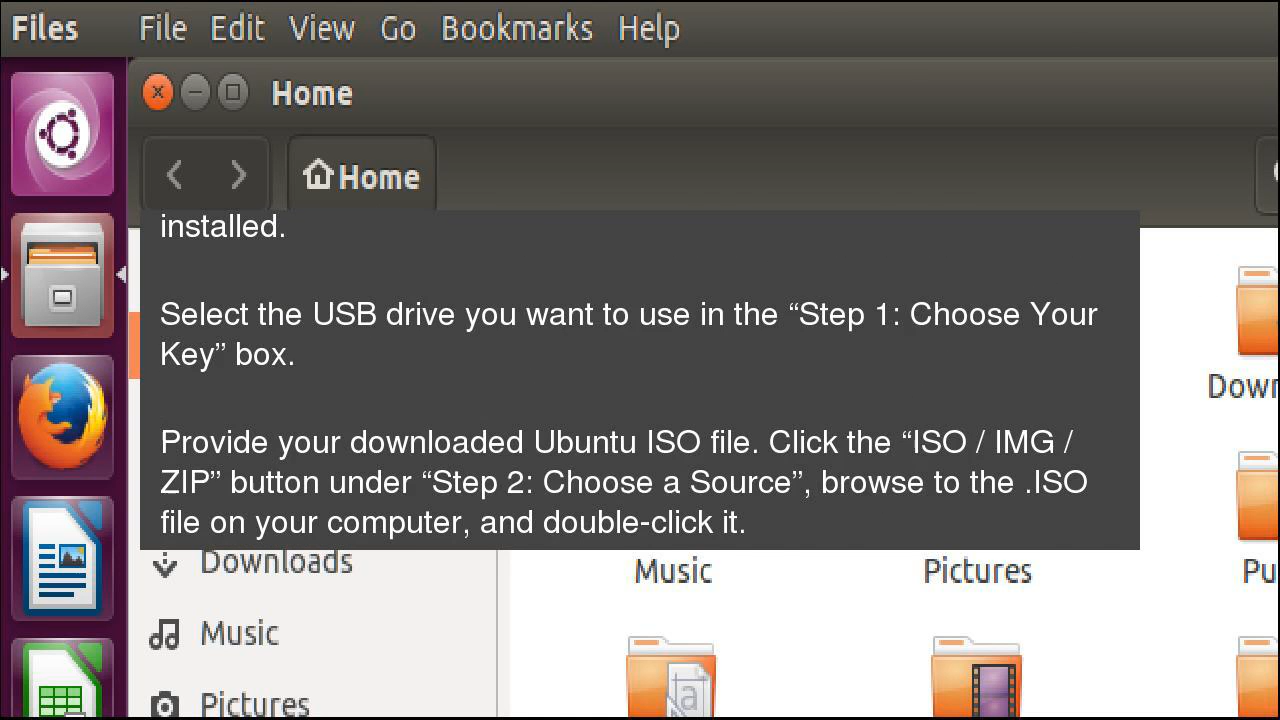 Files File Edit View Go Bookmarks Help
Home
Home
installed.
Select the USB drive you want to use in the “Step 1: Choose Your
Key” box.
Provide your downloaded Ubuntu ISO file. Click the “ISO / IMG /
ZIP” button under “Step 2: Choose a Source”, browse to the .ISO
file on your computer, and double-click it.
Down
Downloads
Music
Pictures
Pu
Music
Pictures